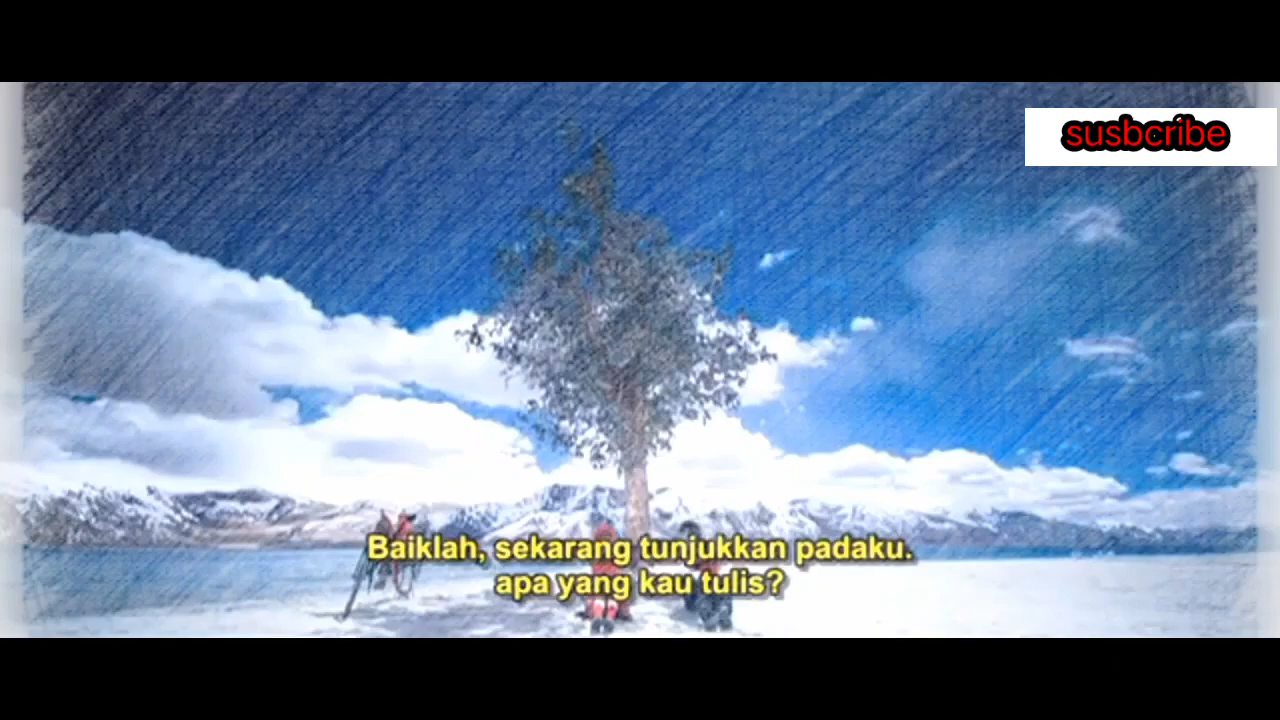 susbcribe
Baiklah, sekarang tunjukkan padaku.
apa yang kau tulis?